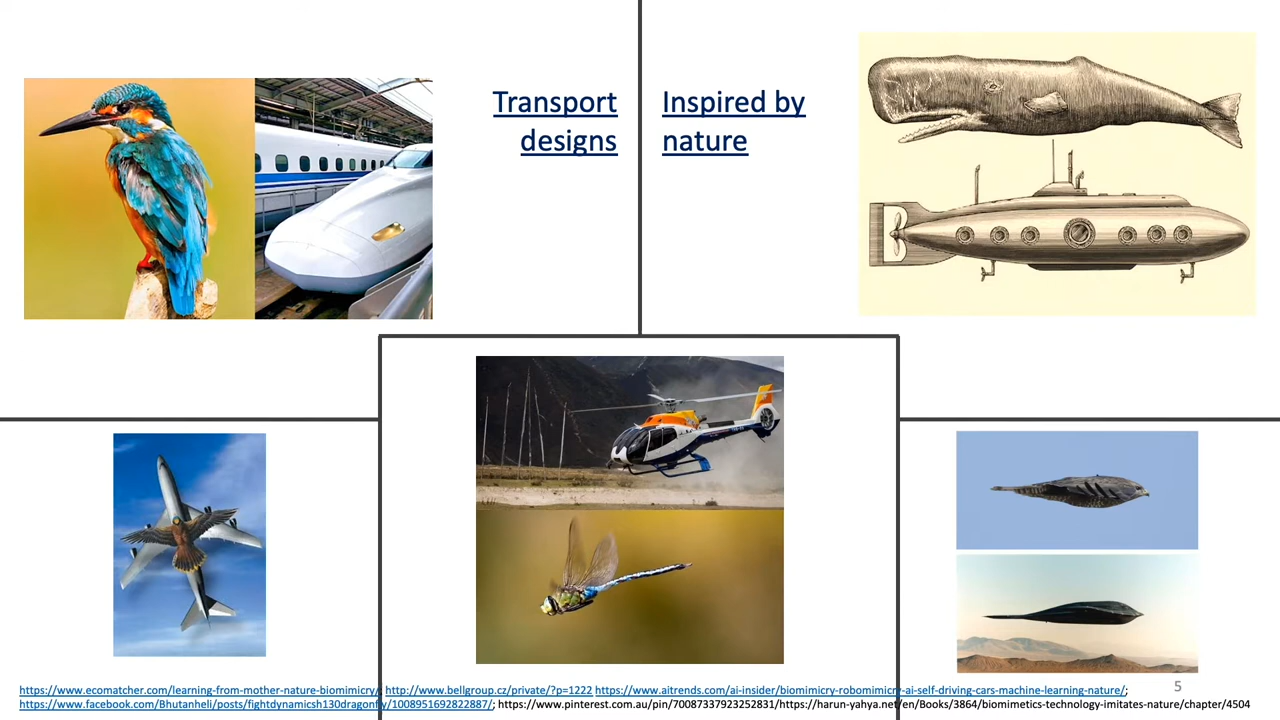 Transport
designs
Inspired by
nature
5
https://www.ecomatcher.com/learning-from-mother-nature-biomimicry/; http://www.bellgroup.cz/private/?p=1222 https://www.aitrends.com/ai-insider/biomimicry-robomimicry-ai-self-driving-cars-machine-learning-nature/;
https://www.facebook.com/Bhutanheli/posts/fightdynamicsh130dragonfly/1008951692822887/; https://www.pinterest.com.au/pin/70087337923252831/https://harun-yahya.net/en/Books/3864/biomimetics-technology-imitates-nature/chapter/4504